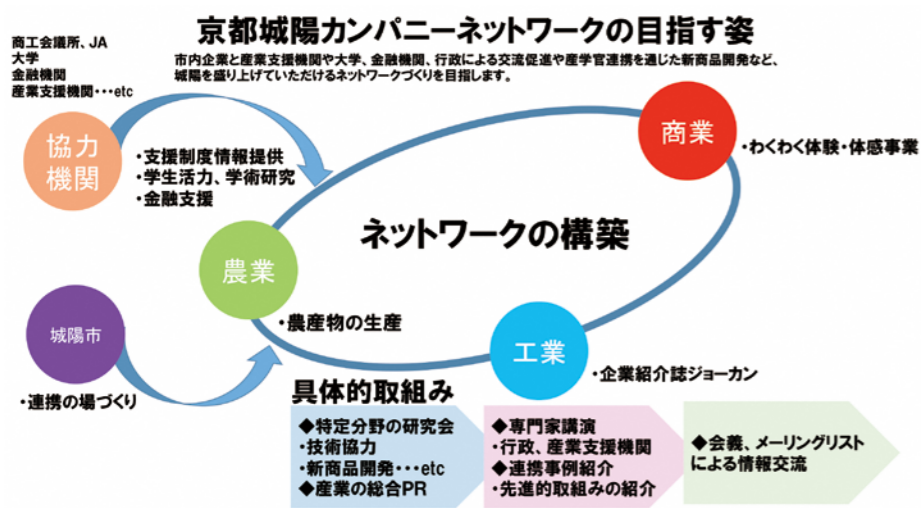 京都城陽カンパニーネットワークの目指す姿
市内企業と産業支援機関や大学、金融機関、行政による交流促進や産学官連携を通じた新商品開発など、
城陽を盛り上げていただけるネットワークづくりを目指します。
商工会議所、JA
大学
金融機関
産業支援機関・・・etc
協力
機関
・支援制度情報提供
・学生活力、学術研究
・金融支援
商業
・わくわく体験・体感事業
ネットワークの構築
農業
・農産物の生産
城陽市
・連携の場づくり
工業
・企業紹介誌ジョーカン
具体的取組み
◆特定分野の研究会
・技術協力
・新商品開発・・・etc
◆産業の総合PR
◆専門家講演
・行政、産業支援機関
◆連携事例紹介
・先進的取組みの紹介
◆会議、メーリングリスト
による情報交流